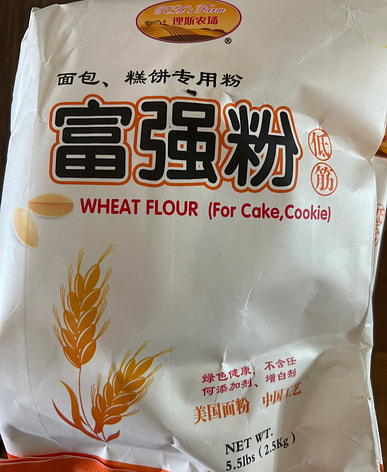 理斯农场
®
面包、糕饼专用粉
富强粉
低筋
WHEAT FLOUR (For Cake,Cookie)
绿色健康,不含任
何添加剂、增白剂
美国面粉 中国工艺
NET WT.
5.5lbs (2.5Kg)